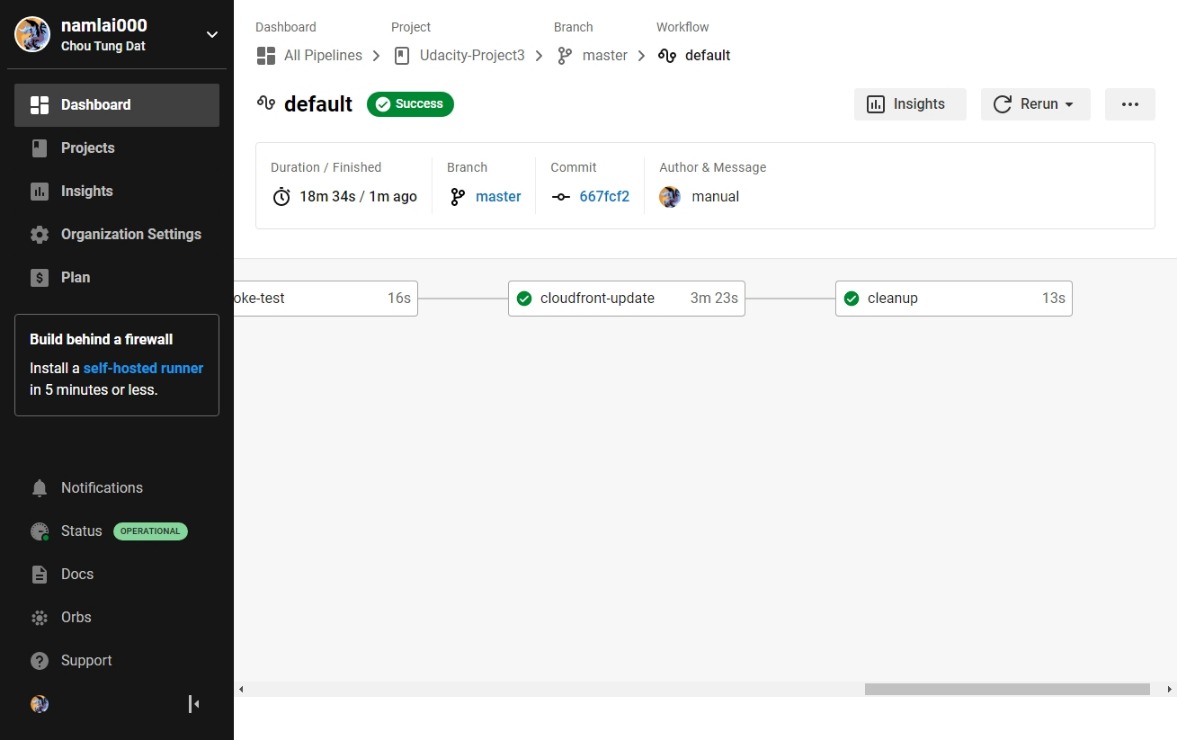 namlai000
Chou Tung Dat
Dashboard
Projects
Insights
Organization Settings
Plan
Build behind a firewall
Install a self-hosted runner
in 5 minutes or less.
Notifications
Status OPERATIONAL
Docs
Orbs
Support
Dashboard Project Branch Workflow
All Pipelines Udacity-Project3 master default
default Success Insights Rerun
Duration / Finished Branch Commit Author & Message
18m 34s / 1m ago master 667fcf2 manual
oke-test 16s cloudfront-update 3m 23s cleanup 13s